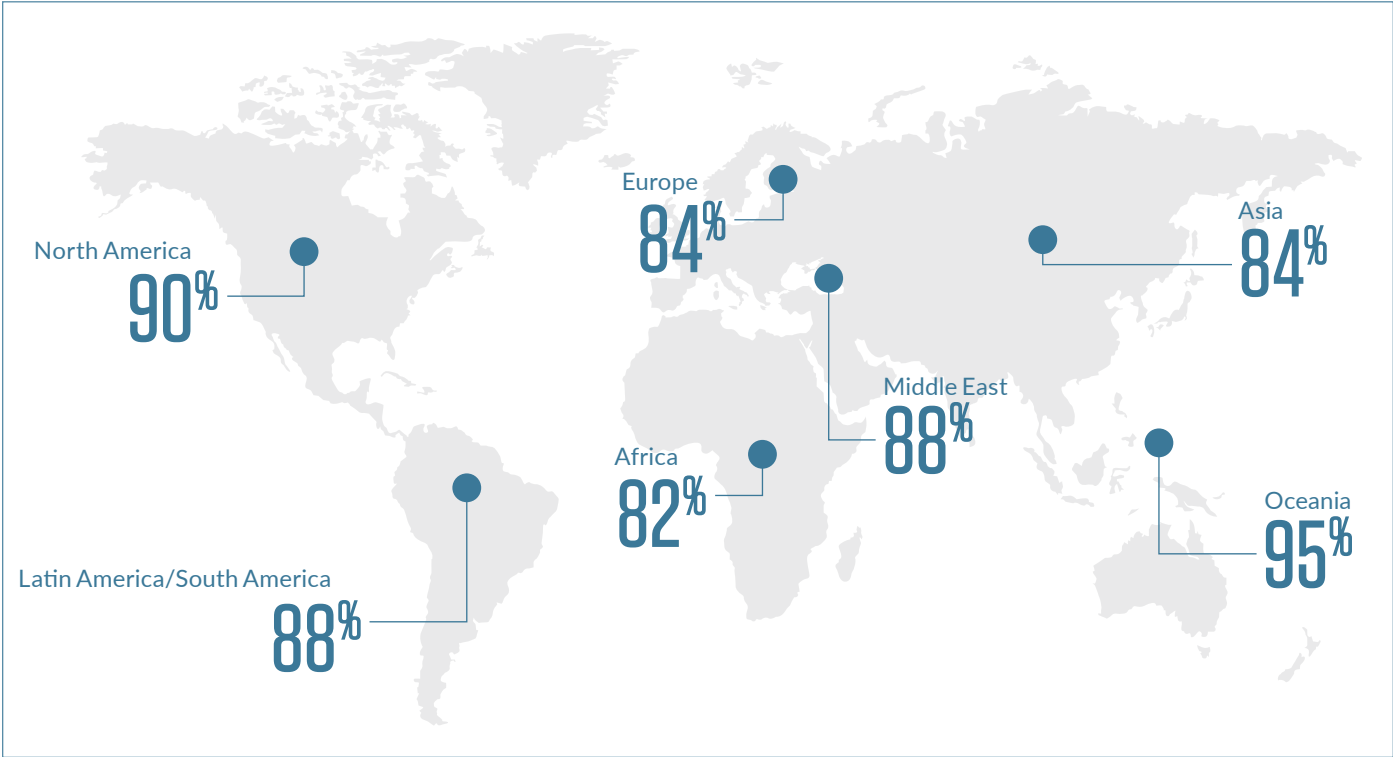 Europe
84%
Asia
84%
North America
90%
Middle East
88%
Africa
82%
Oceania
95%
Latin America/South America
88%